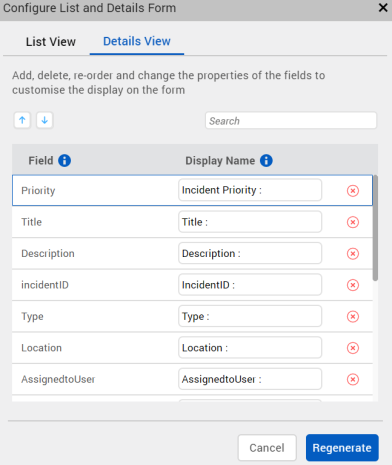 Configure List and Details Form
List View Details View
Add, delete, re-order and change the properties of the fields to
customise the display on the form
Search
Field Display Name
Priority Incident Priority :
Title Title :
Description Description :
incidentID IncidentID :
Type Type :
Location Location :
AssignedtoUser AssignedtoUser :
Cancel Regenerate